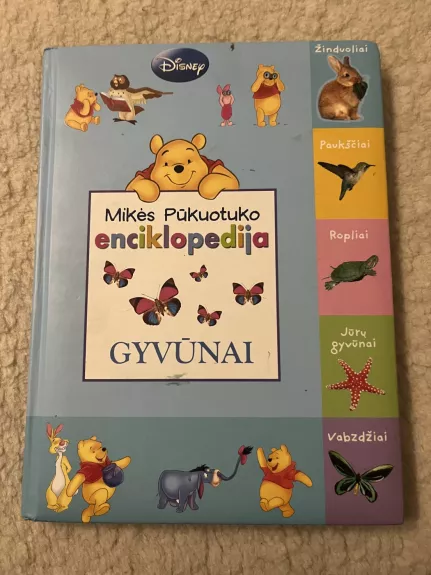 Disney
Mikės Pūkuotuko
enciklopedija
GYVŪNAI
Žinduoliai
Paukščiai
Ropliai
Jūrų
gyvūnai
Vabzdžiai